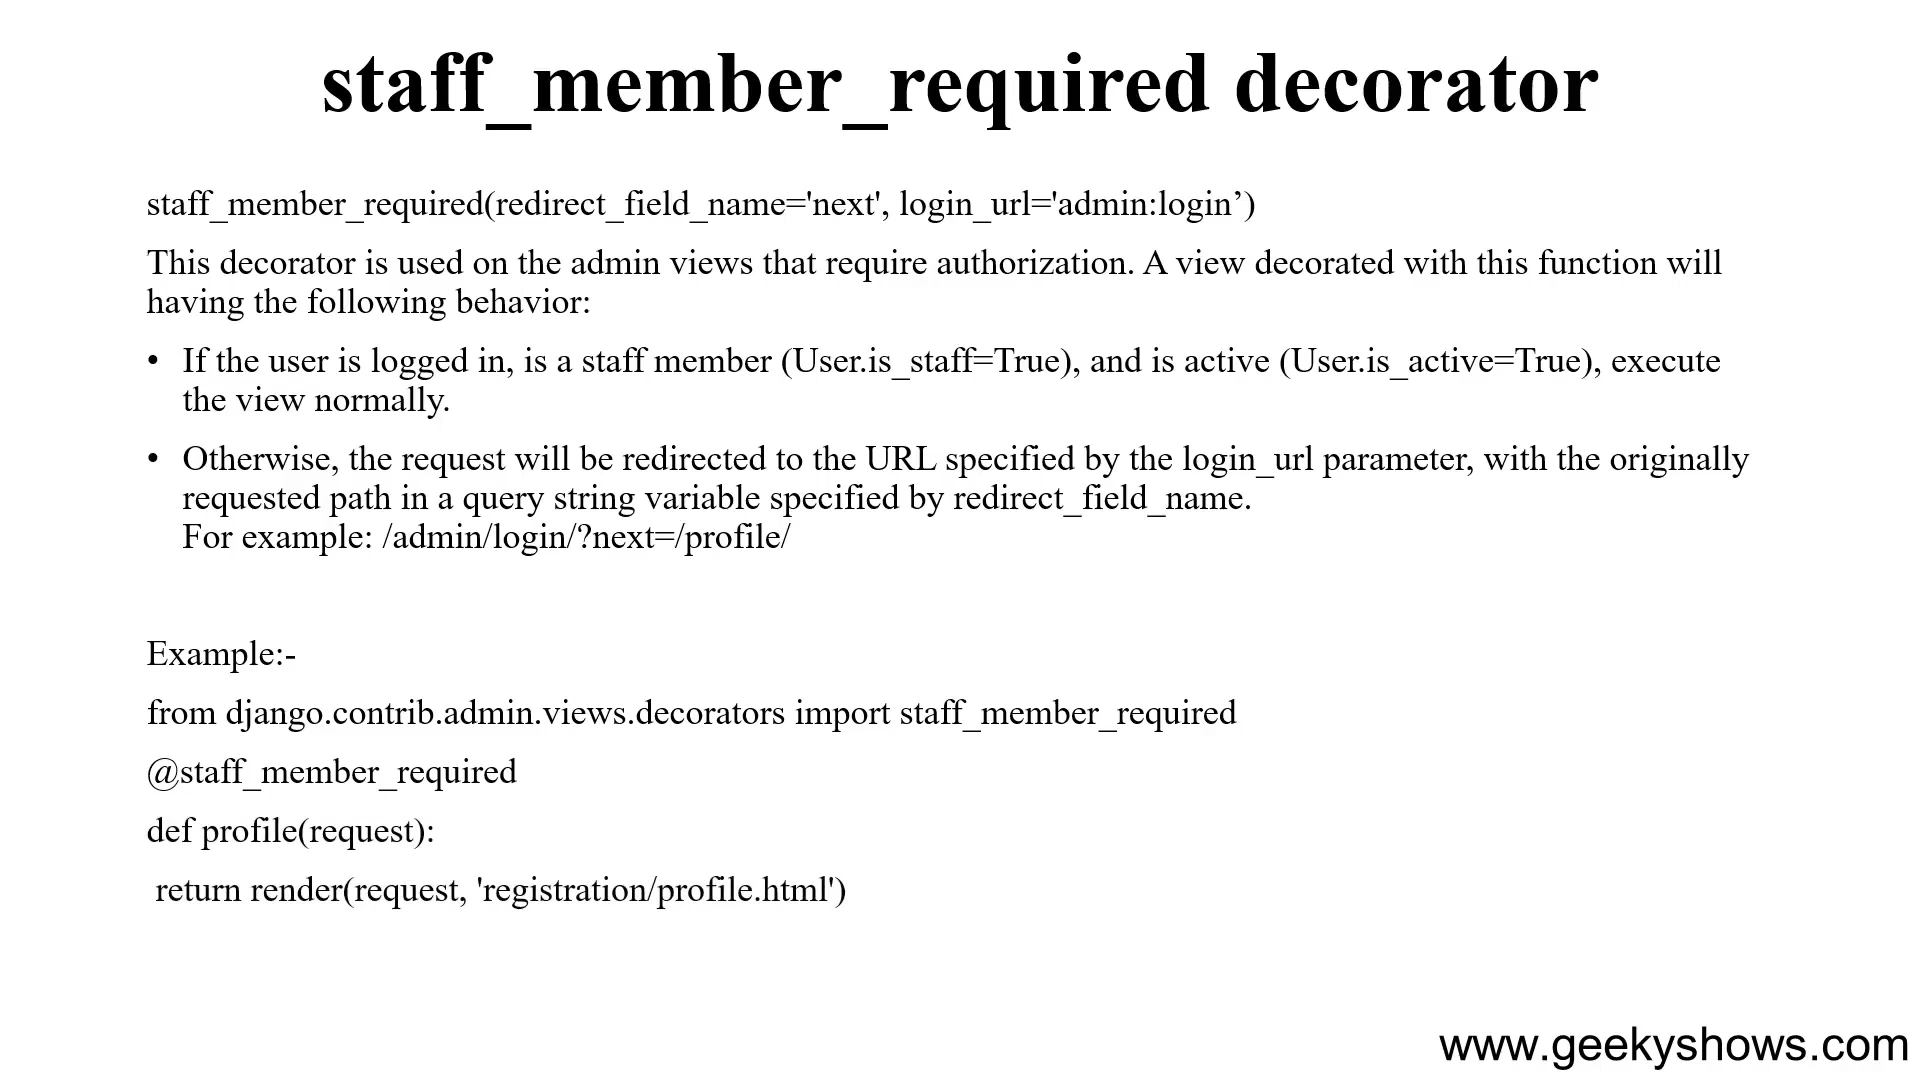 staff_member_required decorator
staff_member_required(redirect_field_name='next', login_url='admin:login’)
This decorator is used on the admin views that require authorization. A view decorated with this function will
having the following behavior:
• If the user is logged in, is a staff member (User.is_staff=True), and is active (User.is_active=True), execute
the view normally.
• Otherwise, the request will be redirected to the URL specified by the login_url parameter, with the originally
requested path in a query string variable specified by redirect_field_name.
For example: /admin/login/?next=/profile/
Example:-
from django.contrib.admin.views.decorators import staff_member_required
@staff_member_required
def profile(request):
return render(request, 'registration/profile.html')
www.geekyshows.com